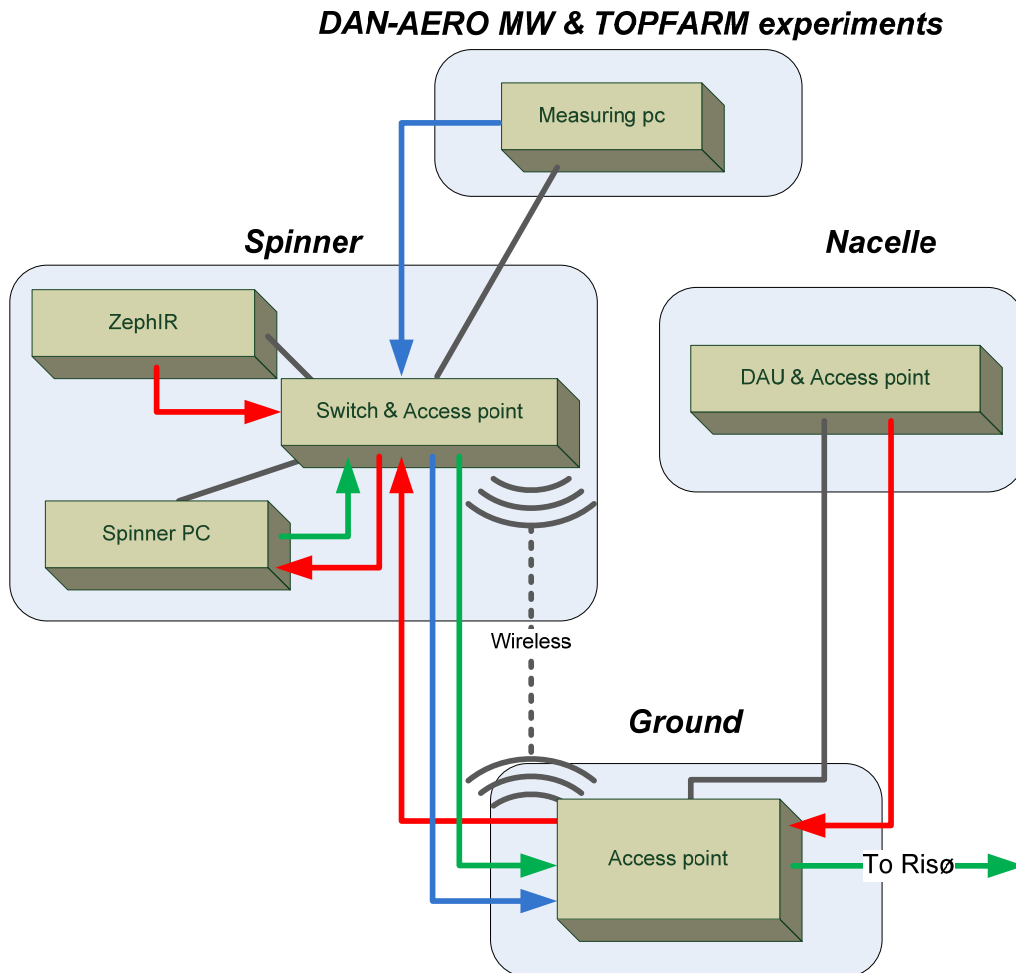 DAN-AERO MW & TOPFARM experiments
Measuring pc
Spinner
Nacelle
ZephIR
DAU & Access point
Switch & Access point
Spinner PC
Wireless
Ground
Access point
To Risø